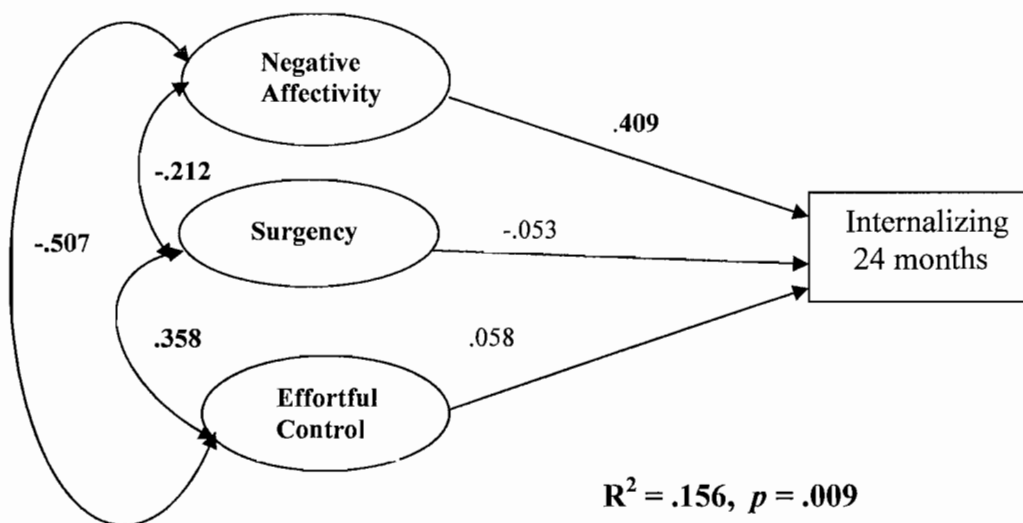 Negative
Affectivity
.409
-.212
Surgency
-.053
Internalizing
24 months
-.507
.358
.058
Effortful
Control
R² = .156, p = .009